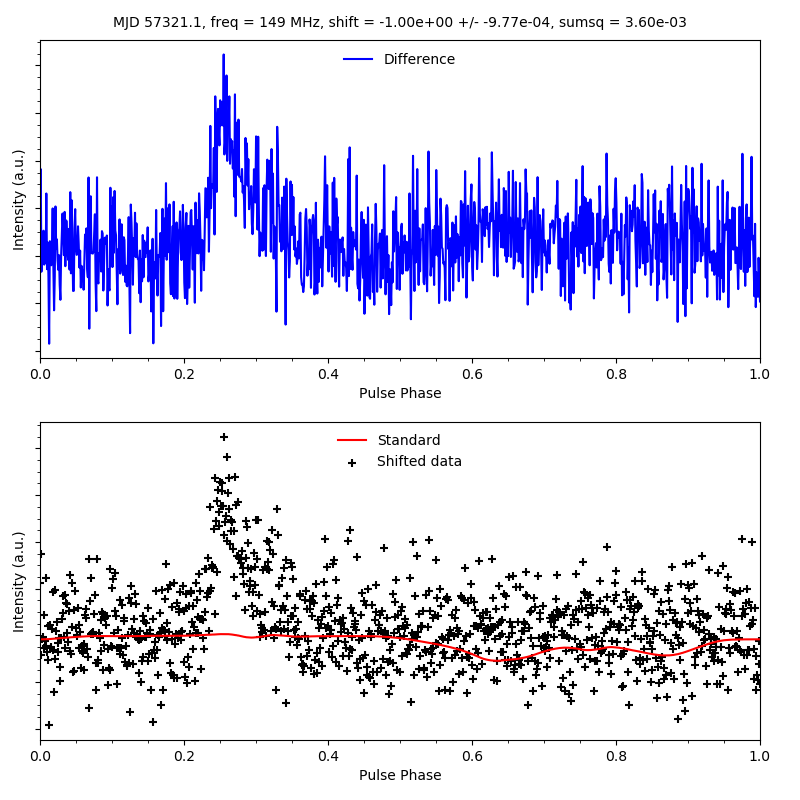 MJD 57321.1, freq = 149 MHz, shift = -1.00e+00 +/- -9.77e-04, sumsq = 3.60e-03
Difference
Intensity (a.u.)
0.0 0.2 0.4 0.6 0.8 1.0
Pulse Phase
Standard
Shifted data
Intensity (a.u.)
0.0 0.2 0.4 0.6 0.8 1.0
Pulse Phase